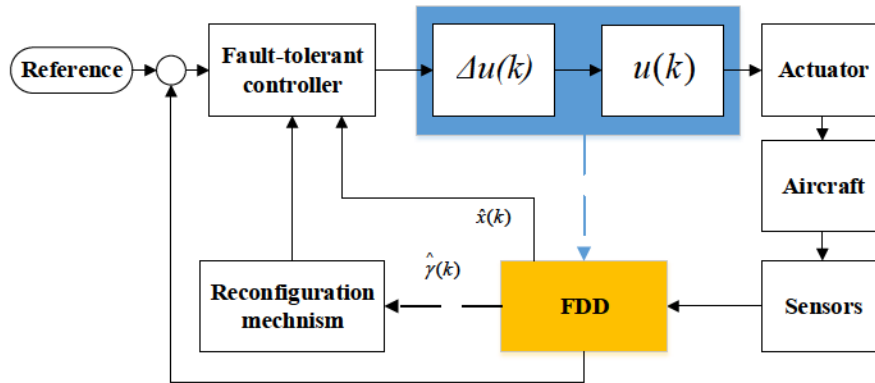 Reference
Fault-tolerant
controller
Δu(k)
u(k)
Actuator
Aircraft
x̂(k)
γ̂(k)
Reconfiguration
mechnism
FDD
Sensors